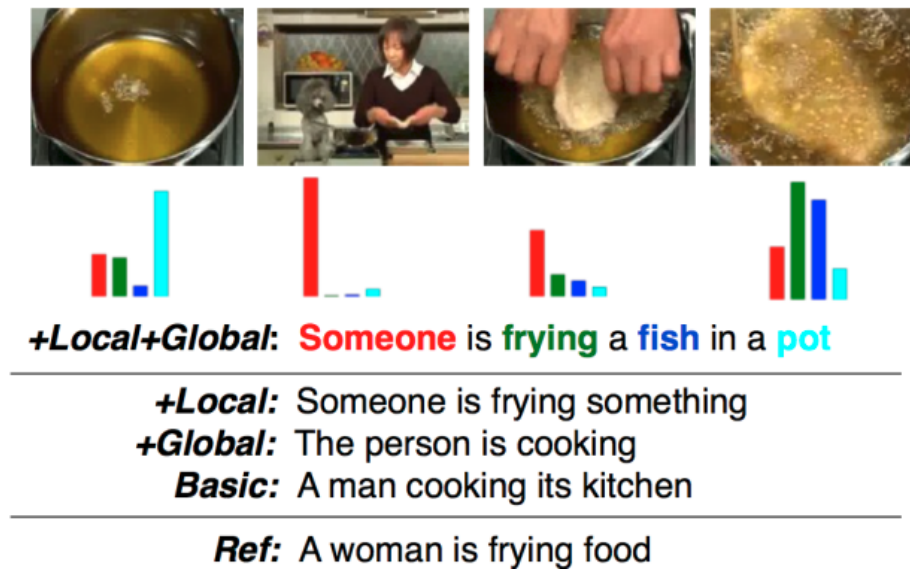 +Local+Global: Someone is frying a fish in a pot
+Local: Someone is frying something
+Global: The person is cooking
Basic: A man cooking its kitchen
Ref: A woman is frying food